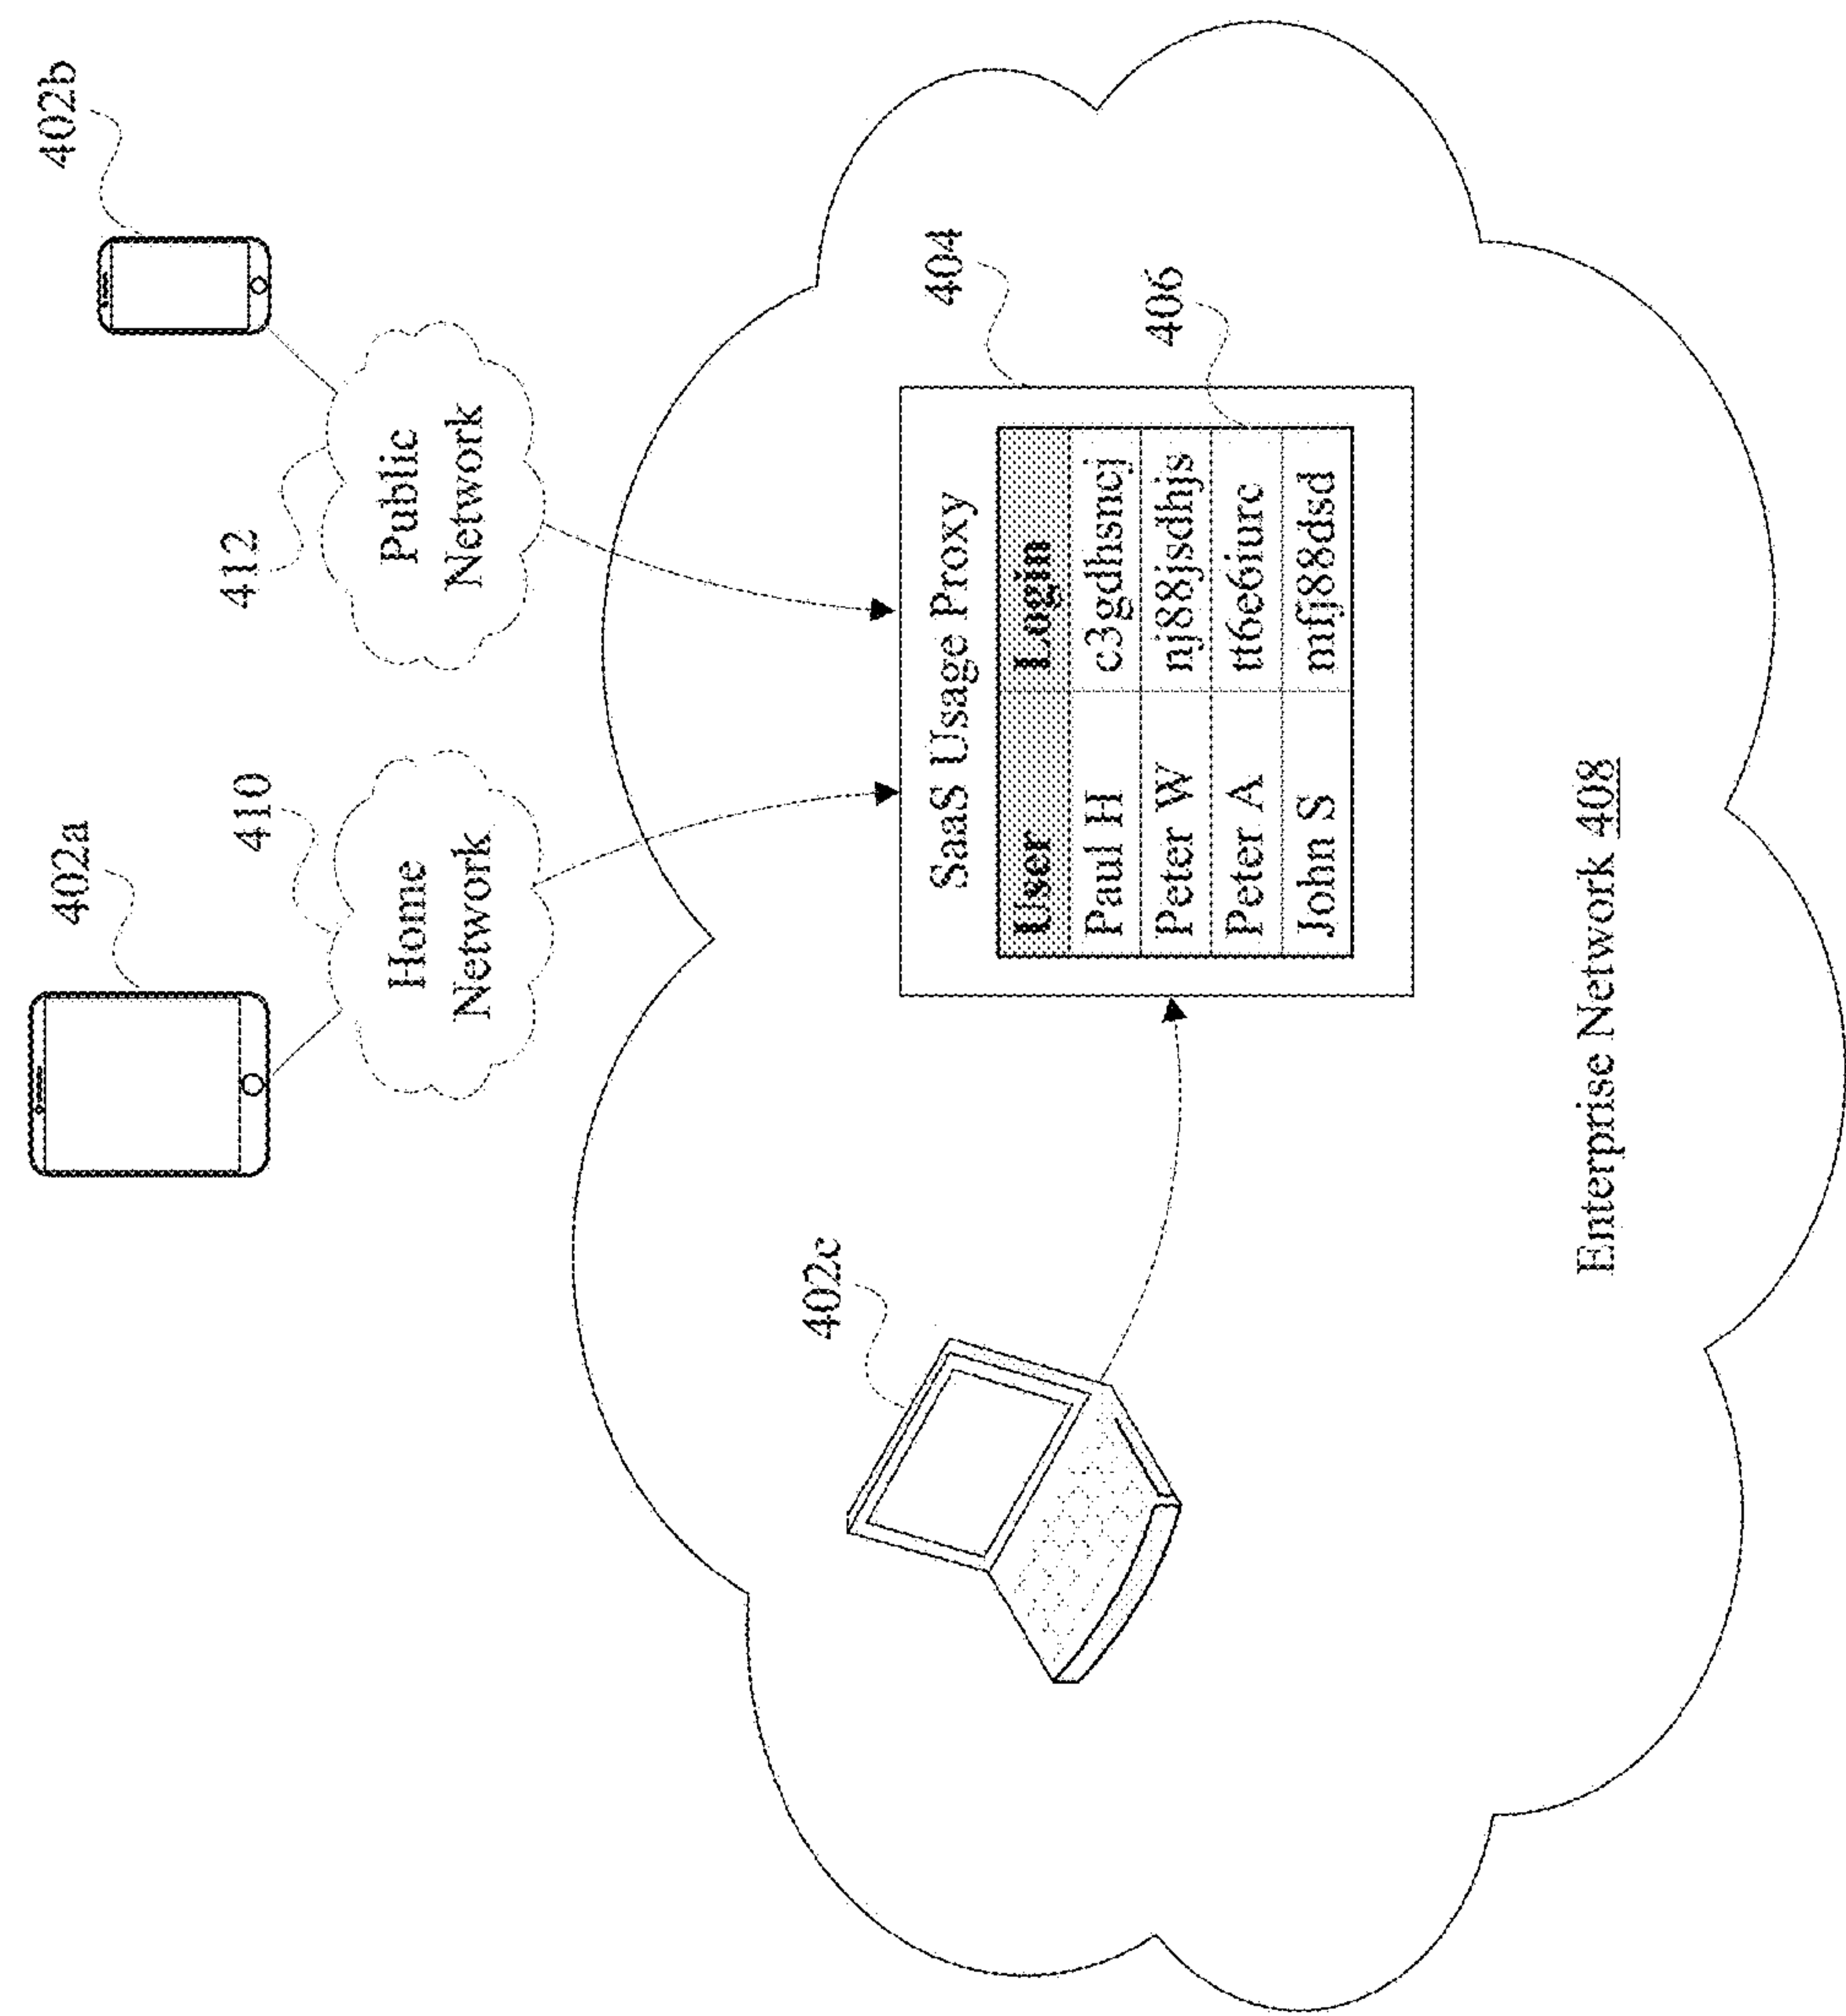 402a
402b
410
412
Home
Network
Public
Network
402c
404
SaaS Usage Proxy
User Login
Paul H c3gdhsncj
Peter W nj88jsdhjs
406
Peter A tt6e6iurc
John S mfj88dsd
Enterprise Network 408